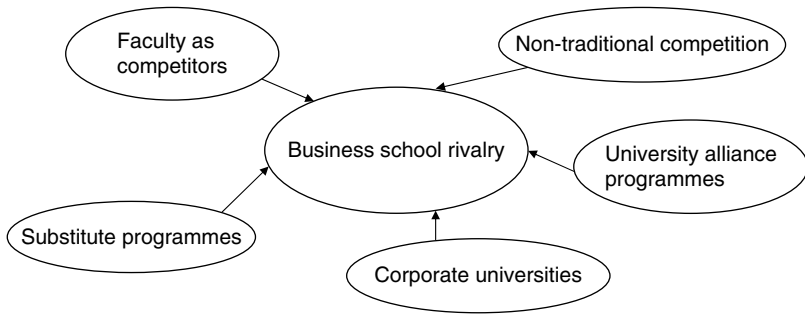 Faculty as
competitors
Non-traditional competition
Business school rivalry
University alliance
programmes
Substitute programmes
Corporate universities